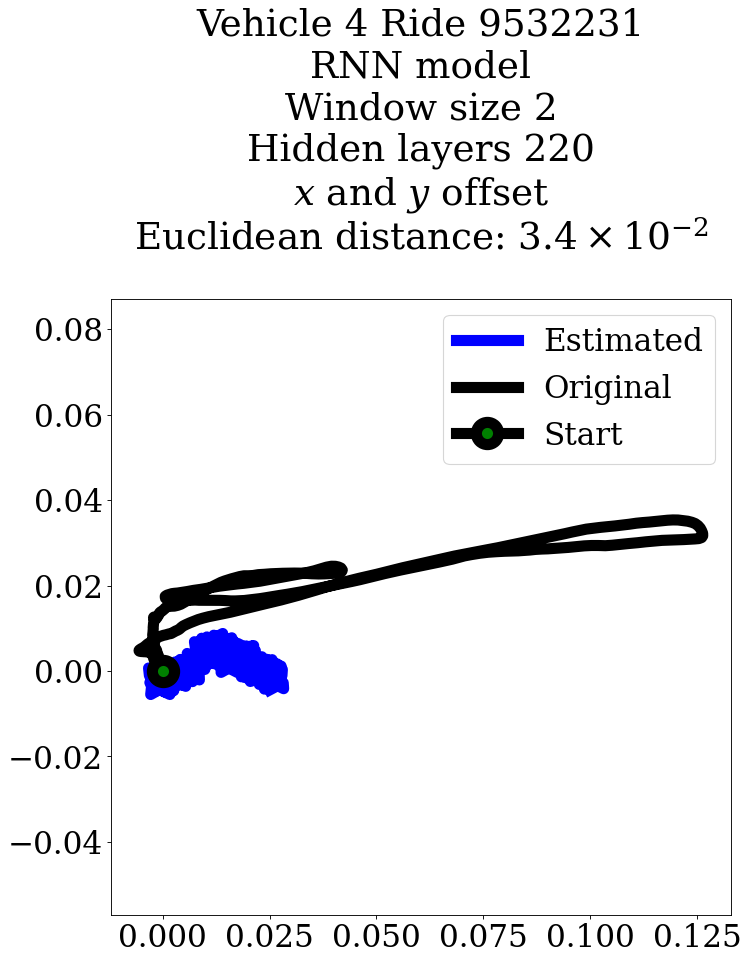 Vehicle 4 Ride 9532231
RNN model
Window size 2
Hidden layers 220
x and y offset
Euclidean distance: 3.4 × 10⁻²
Estimated
Original
Start
0.08
0.06
0.04
0.02
0.00
−0.02
−0.04
0.000 0.025 0.050 0.075 0.100 0.125